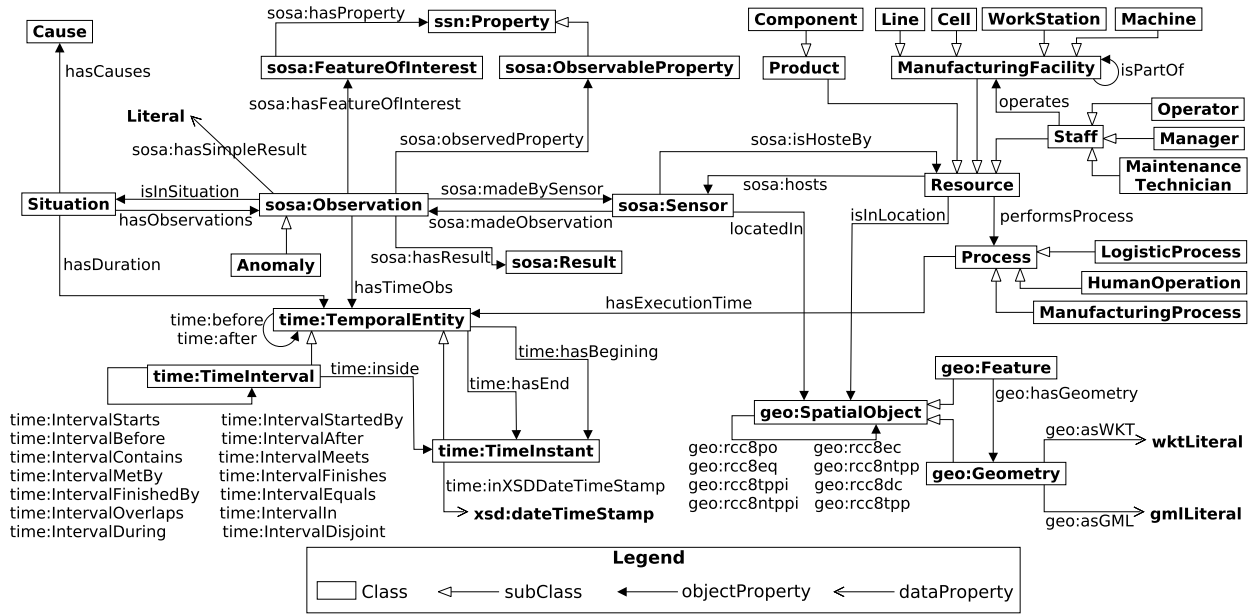 sosa:hasProperty
ssn:Property
Component
Line
Cell
WorkStation
Machine
Cause
hasCauses
sosa:FeatureOfInterest
sosa:ObservableProperty
Product
ManufacturingFacility
isPartOf
sosa:hasFeatureOfInterest
operates
Operator
Literal
sosa:hasSimpleResult
sosa:observedProperty
sosa:isHosteBy
Staff
Manager
Maintenance
Technician
isInSituation
sosa:madeBySensor
sosa:hosts
Resource
Situation
sosa:Observation
sosa:Sensor
hasObservations
sosa:madeObservation
locatedIn
isInLocation
performsProcess
hasDuration
Anomaly
sosa:hasResult
sosa:Result
Process
LogisticProcess
HumanOperation
ManufacturingProcess
hasTimeObs
hasExecutionTime
time:before
time:after
time:TemporalEntity
time:hasBegining
time:TimeInterval
time:inside
time:hasEnd
geo:Feature
geo:hasGeometry
geo:SpatialObject
time:IntervalStarts time:IntervalStartedBy
time:IntervalBefore time:IntervalAfter
time:IntervalContains time:IntervalMeets
time:IntervalMetBy time:IntervalFinishes
time:IntervalFinishedBy time:IntervalEquals
time:IntervalOverlaps time:IntervalIn
time:IntervalDuring time:IntervalDisjoint
time:TimeInstant
time:inXSDDateTimeStamp
xsd:dateTimeStamp
geo:rcc8po geo:rcc8ec
geo:rcc8eq geo:rcc8ntpp
geo:rcc8tppi geo:rcc8dc
geo:rcc8ntppi geo:rcc8tpp
geo:Geometry
geo:asWKT
wktLiteral
geo:asGML
gmlLiteral
Legend
Class subClass objectProperty dataProperty